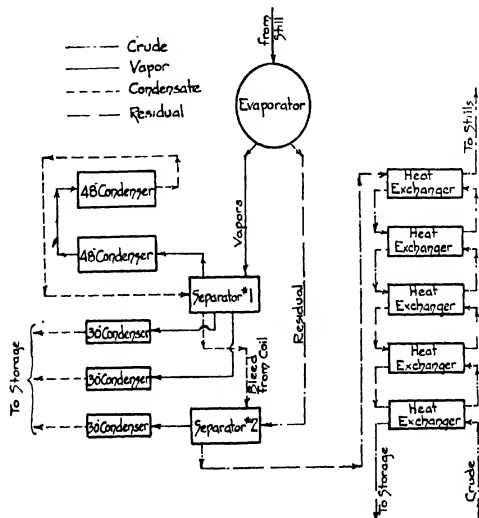 Crude
Vapor
Condensate
Residual
from
Still
Evaporator
48"Condenser
48"Condenser
Vapors
Residual
Separator #1
30"Condenser
30"Condenser
30"Condenser
To Storage
Bleed
from Coil
Separator #2
To Stills
Heat
Exchanger
Heat
Exchanger
Heat
Exchanger
Heat
Exchanger
Heat
Exchanger
To Storage
Crude